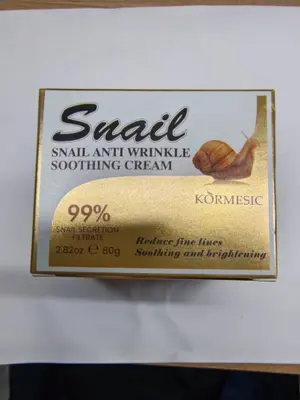 Snail
SNAIL ANTI WRINKLE
SOOTHING CREAM
KÖRMESIC
99%
SNAIL SECRETION
FILTRATE
2.82oz ℮ 80g
Reduce fine lines
Soothing and brightening